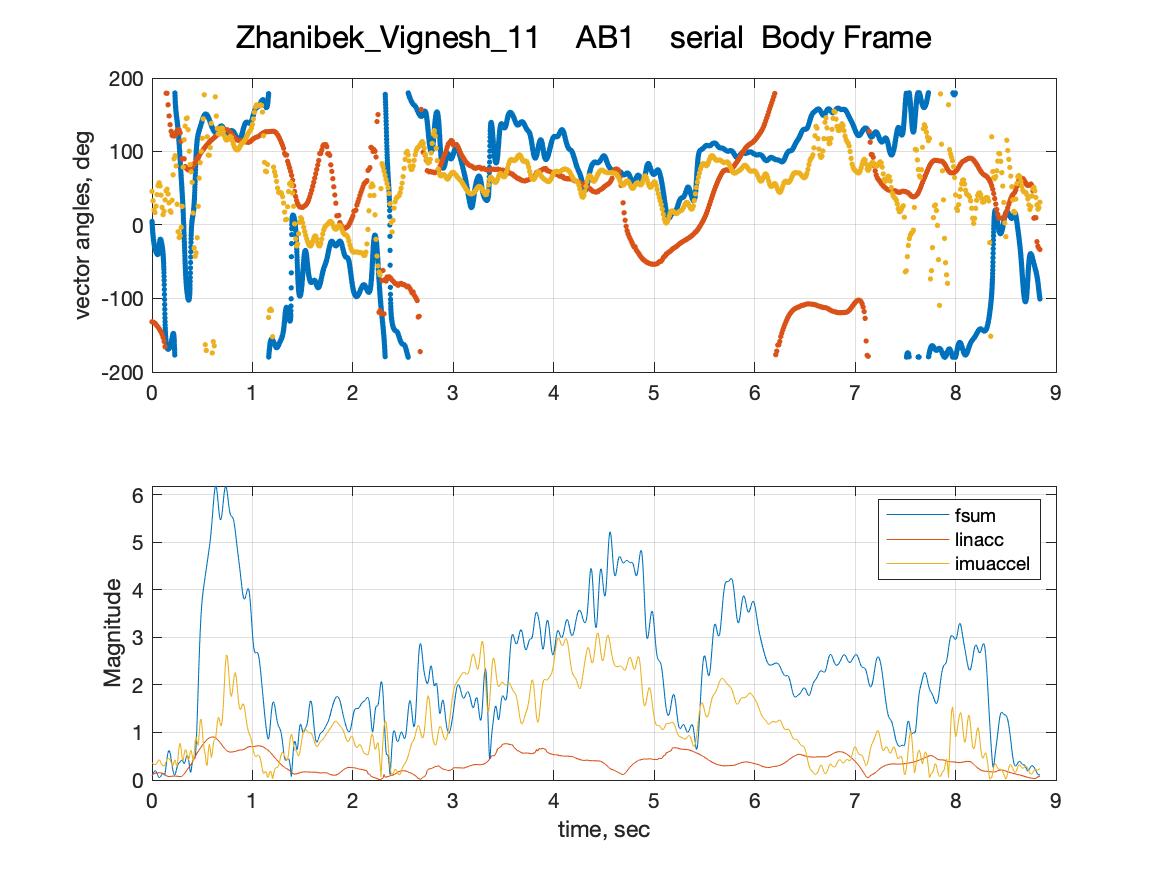 Zhanibek_Vignesh_11 AB1 serial Body Frame
200
100
0
-100
-200
vector angles, deg
0 1 2 3 4 5 6 7 8 9
6
5
4
3
2
1
0
Magnitude
fsum
linacc
imuaccel
0 1 2 3 4 5 6 7 8 9
time, sec